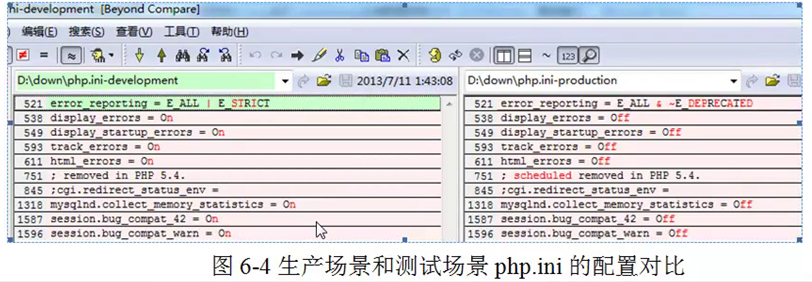 hi-development [Beyond Compare]
编辑(E) 搜索(S) 查看(V) 工具(T) 帮助(H)
123
D:\down\php.ini-development 2013/7/11 1:43:08
521 error_reporting = E_ALL | E_STRICT
538 display_errors = On
549 display_startup_errors = On
593 track_errors = On
611 html_errors = On
751 ; removed in PHP 5.4.
845 ;cgi.redirect_status_env =
1318 mysqlnd.collect_memory_statistics = On
1587 session.bug_compat_42 = On
1596 session.bug_compat_warn = On
D:\down\php.ini-production
521 error_reporting = E_ALL & ~E_DEPRECATED
538 display_errors = Off
549 display_startup_errors = Off
593 track_errors = Off
611 html_errors = Off
751 ; scheduled removed in PHP 5.4.
845 ;cgi.redirect_status_env =
1318 mysqlnd.collect_memory_statistics = Off
1587 session.bug_compat_42 = Off
1596 session.bug_compat_warn = Off
图 6-4 生产场景和测试场景 php.ini 的配置对比